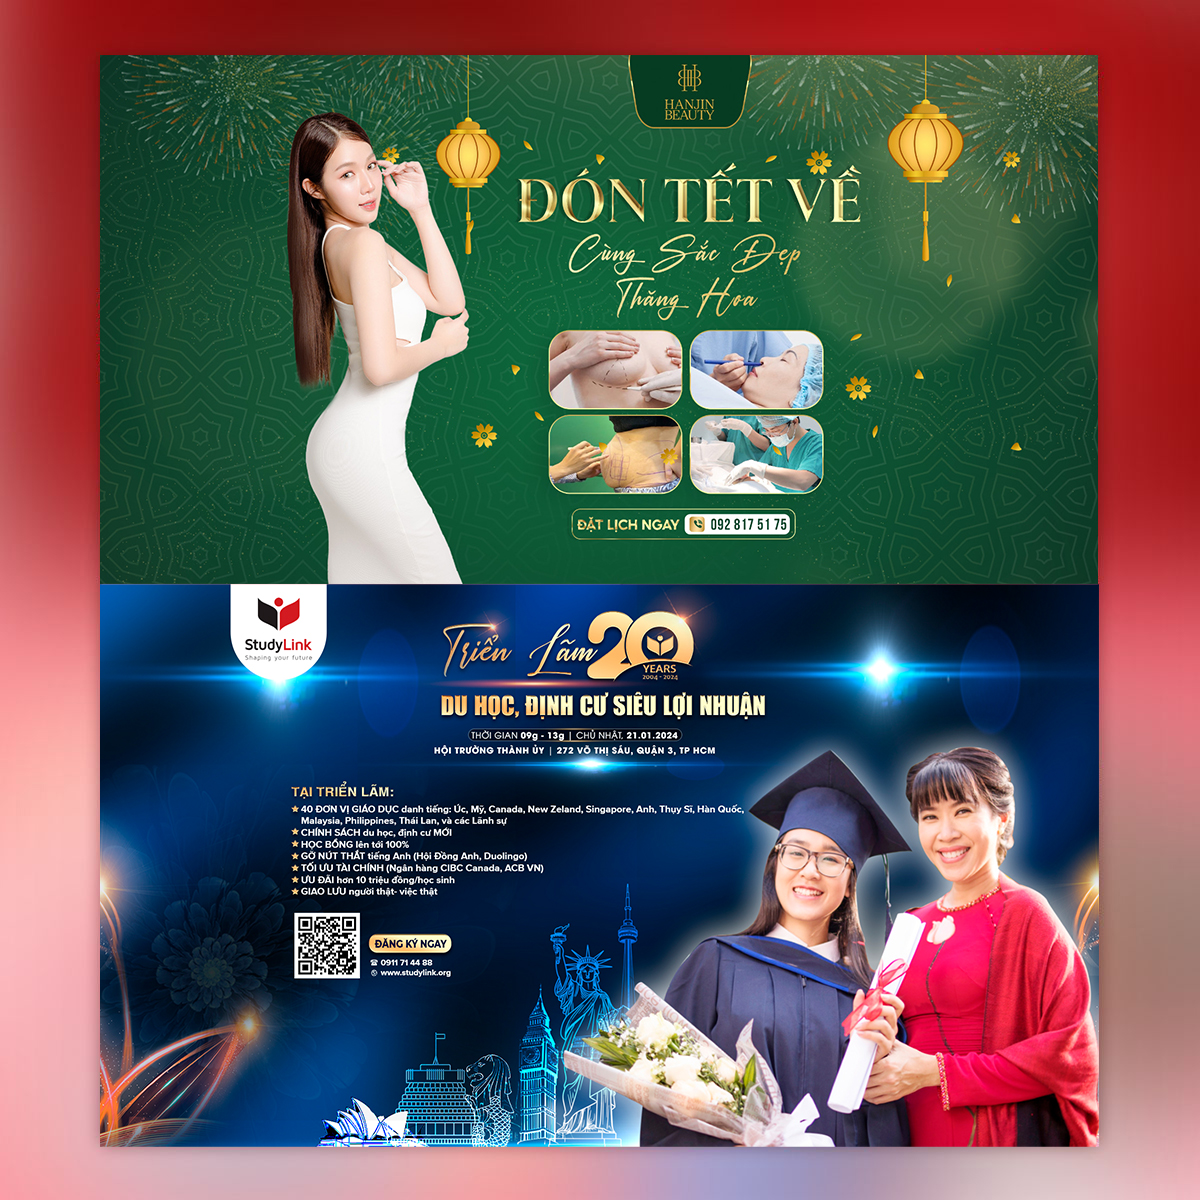 HANJIN
BEAUTY
ĐÓN TẾT VỀ
Cùng Sắc Đẹp
Thăng Hoa
ĐẶT LỊCH NGAY 092 817 51 75
StudyLink
Shaping your future
Triển Lãm 20
YEARS
2004 - 2024
DU HỌC, ĐỊNH CƯ SIÊU LỢI NHUẬN
THỜI GIAN 09g - 13g | CHỦ NHẬT, 21.01.2024
HỘI TRƯỜNG THÀNH ỦY | 272 VÕ THỊ SÁU, QUẬN 3, TP HCM
TẠI TRIỂN LÃM:
40 ĐƠN VỊ GIÁO DỤC danh tiếng: Úc, Mỹ, Canada, New Zeland, Singapore, Anh, Thụy Sĩ, Hàn Quốc,
Malaysia, Philippines, Thái Lan, và các Lãnh sự
CHÍNH SÁCH du học, định cư MỚI
HỌC BỔNG lên tới 100%
GỠ NÚT THẮT tiếng Anh (Hội Đồng Anh, Duolingo)
TỐI ƯU TÀI CHÍNH (Ngân hàng CIBC Canada, ACB VN)
ƯU ĐÃI hơn 10 triệu đồng/học sinh
GIAO LƯU người thật- việc thật
ĐĂNG KÝ NGAY
0911 71 44 88
www.studylink.org